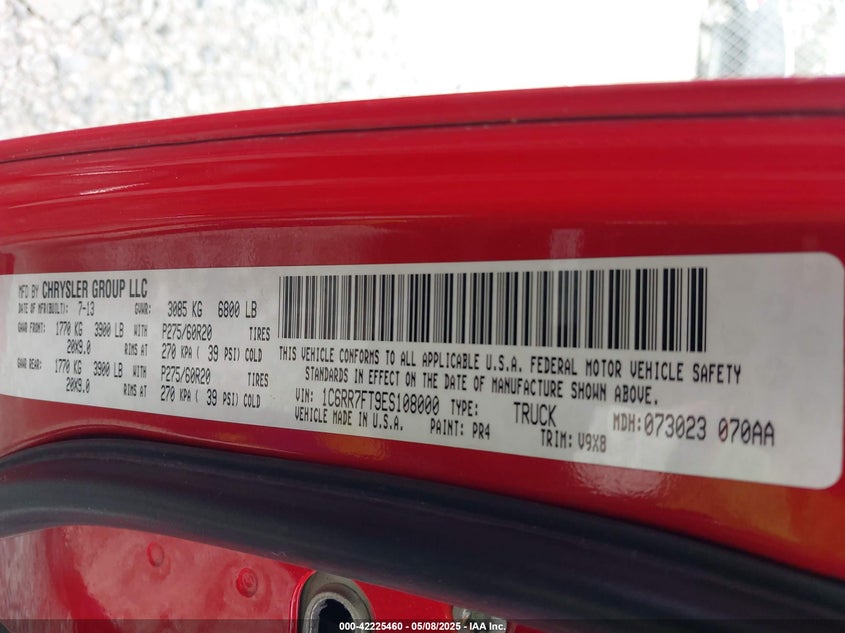 MFD BY CHRYSLER GROUP LLC
DATE OF MFR(BUILT): 7-13 GVWR: 3085 KG 6800 LB
GAWR FRONT: 1770 KG 3900 LB WITH P275/60R20 TIRES
20X9.0 RIMS AT 270 KPA ( 39 PSI) COLD
GAWR REAR: 1770 KG 3900 LB WITH P275/60R20 TIRES
20X9.0 RIMS AT 270 KPA ( 39 PSI) COLD
THIS VEHICLE CONFORMS TO ALL APPLICABLE U.S.A. FEDERAL MOTOR VEHICLE SAFETY
STANDARDS IN EFFECT ON THE DATE OF MANUFACTURE SHOWN ABOVE.
VIN: 1C6RR7FT9ES108000 TYPE: TRUCK MDH:073023 070AA
VEHICLE MADE IN U.S.A. PAINT: PR4 TRIM: V9X8
000-42225460 - 05/08/2025 - IAA Inc.